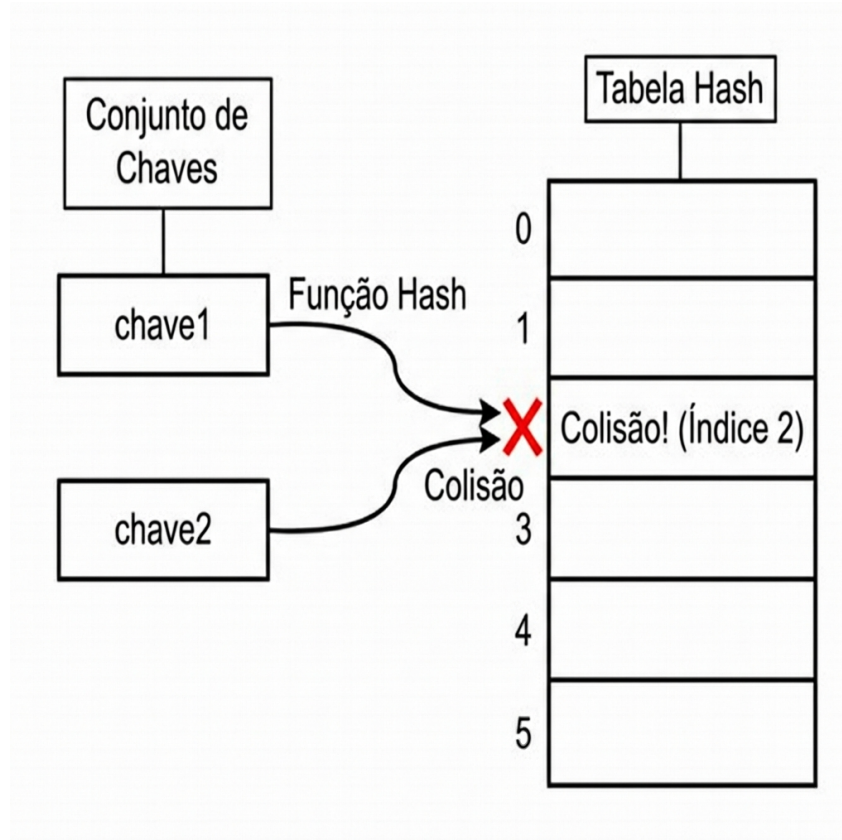 Conjunto de
Chaves
Tabela Hash
chave1
Função Hash
chave2
Colisão
0
1
Colisão! (Índice 2)
3
4
5